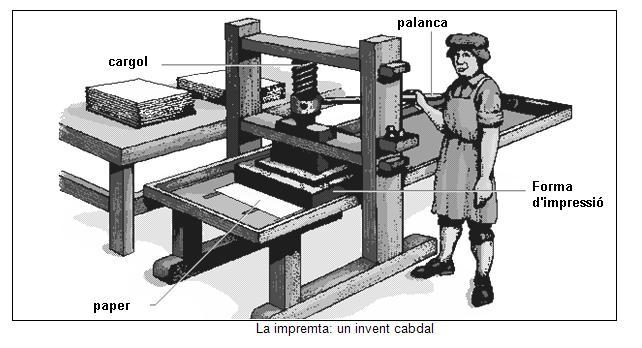 palanca
cargol
Forma
d'impressió
paper
La impremta: un invent cabdal